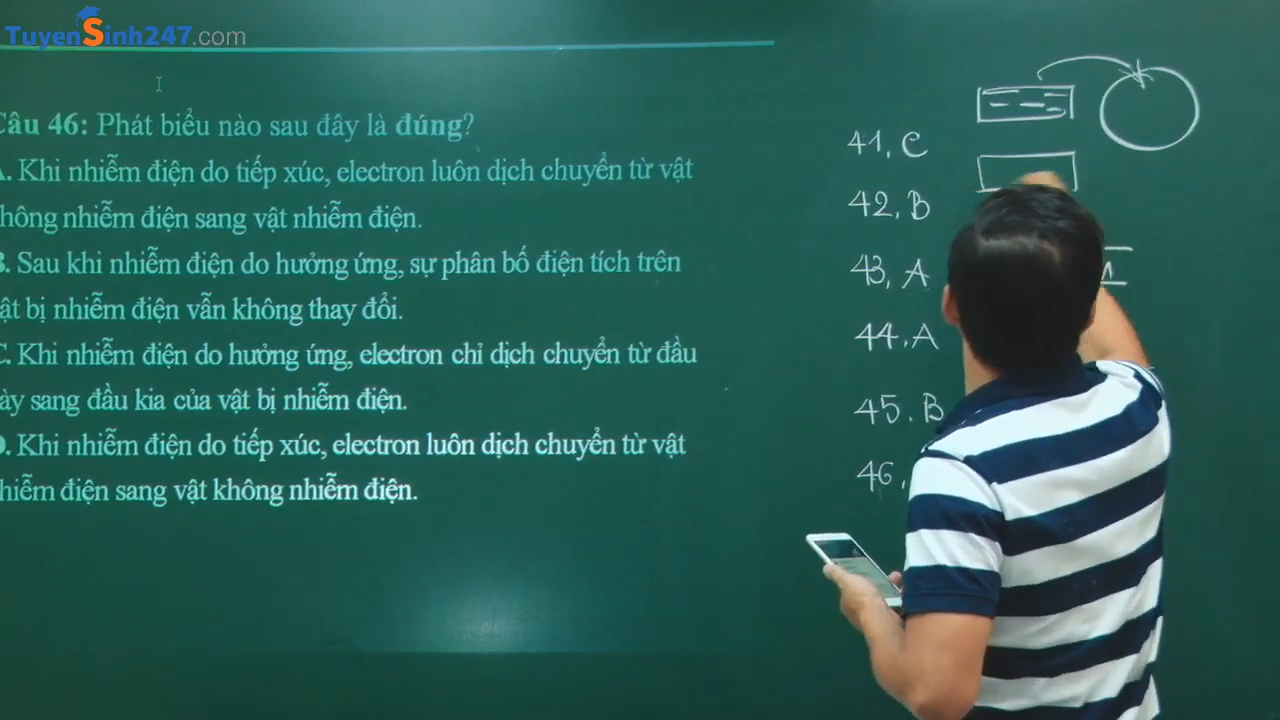 TuyenSinh247.com
Câu 46: Phát biểu nào sau đây là đúng?
A. Khi nhiễm điện do tiếp xúc, electron luôn dịch chuyển từ vật
không nhiễm điện sang vật nhiễm điện.
B. Sau khi nhiễm điện do hưởng ứng, sự phân bố điện tích trên
vật bị nhiễm điện vẫn không thay đổi.
C. Khi nhiễm điện do hưởng ứng, electron chỉ dịch chuyển từ đầu
này sang đầu kia của vật bị nhiễm điện.
D. Khi nhiễm điện do tiếp xúc, electron luôn dịch chuyển từ vật
nhiễm điện sang vật không nhiễm điện.
41. C
42. B
43. A
44. A
45. B
46.